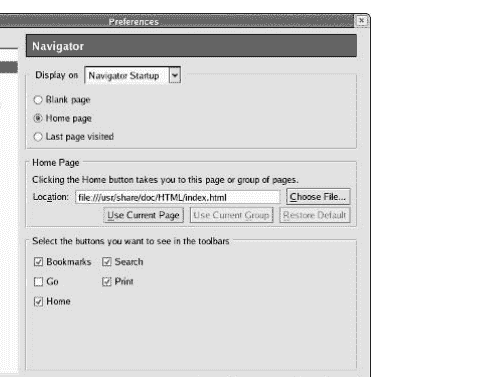 Preferences
Navigator
Display on Navigator Startup
Blank page
Home page
Last page visited
Home Page
Clicking the Home button takes you to this page or group of pages.
Location: file:///usr/share/doc/HTML/index.html Choose File...
Use Current Page Use Current Group Restore Default
Select the buttons you want to see in the toolbars
Bookmarks Search
Go Print
Home